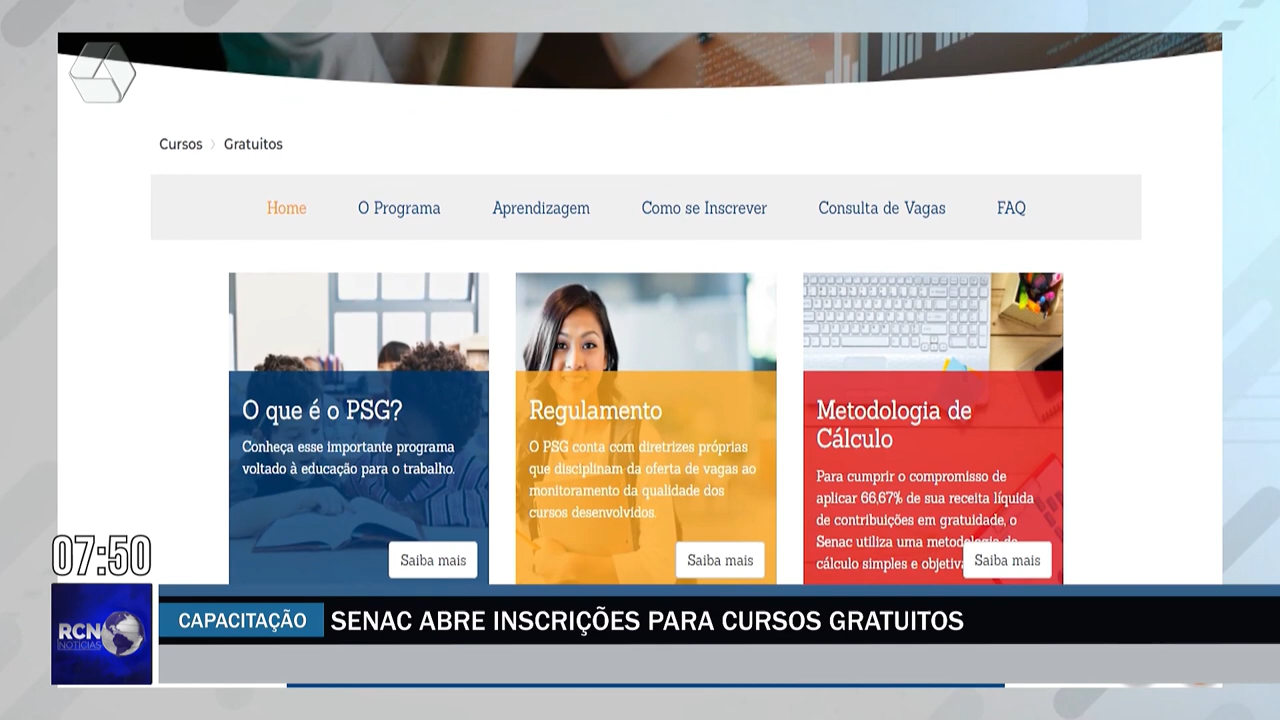 Cursos › Gratuitos
Home O Programa Aprendizagem Como se Inscrever Consulta de Vagas FAQ
O que é o PSG?
Conheça esse importante programa
voltado à educação para o trabalho.
Saiba mais
Regulamento
O PSG conta com diretrizes próprias
que disciplinam da oferta de vagas ao
monitoramento da qualidade dos
cursos desenvolvidos.
Saiba mais
Metodologia de
Cálculo
Para cumprir o compromisso de
aplicar 66,67% de sua receita líquida
de contribuições em gratuidade, o
Senac utiliza uma metodologia de
cálculo simples e
Saiba mais
07:50
RCN
NOTÍCIAS
CAPACITAÇÃO SENAC ABRE INSCRIÇÕES PARA CURSOS GRATUITOS